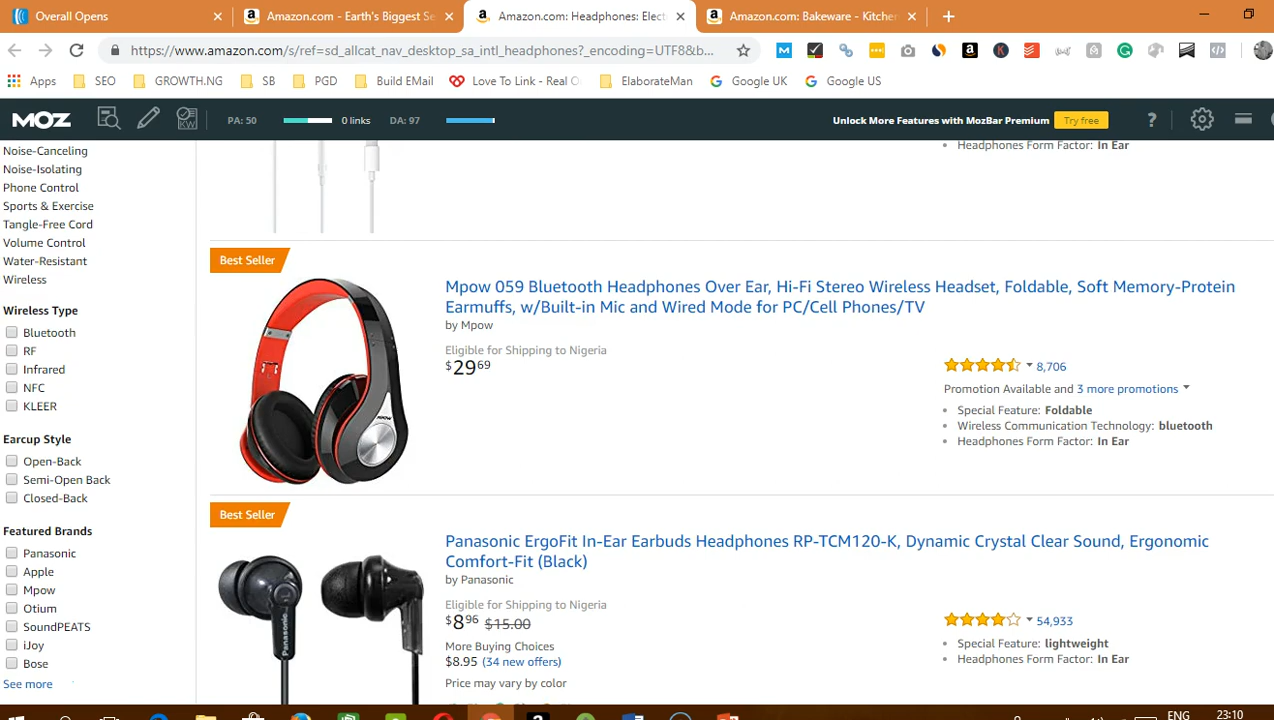 Overall Opens
Amazon.com - Earth's Biggest Se
Amazon.com: Headphones: Elect
Amazon.com: Bakeware - Kitchen
https://www.amazon.com/s/ref=sd_allcat_nav_desktop_sa_intl_headphones?_encoding=UTF8&b...
Apps SEO GROWTH.NG SB PGD Build EMail Love To Link - Real O ElaborateMan Google UK Google US
MOZ PA: 50 0 links DA: 97 Unlock More Features with MozBar Premium Try free ?
Noise-Canceling
Noise-Isolating
Phone Control
Sports & Exercise
Tangle-Free Cord
Volume Control
Water-Resistant
Wireless
Wireless Type
Bluetooth
RF
Infrared
NFC
KLEER
Earcup Style
Open-Back
Semi-Open Back
Closed-Back
Featured Brands
Panasonic
Apple
Mpow
Otium
SoundPEATS
iJoy
Bose
See more
Headphones Form Factor: In Ear
Best Seller
Mpow 059 Bluetooth Headphones Over Ear, Hi-Fi Stereo Wireless Headset, Foldable, Soft Memory-Protein
Earmuffs, w/Built-in Mic and Wired Mode for PC/Cell Phones/TV
by Mpow
Eligible for Shipping to Nigeria
$29 69
8,706
Promotion Available and 3 more promotions
Special Feature: Foldable
Wireless Communication Technology: bluetooth
Headphones Form Factor: In Ear
MPOW
Best Seller
Panasonic ErgoFit In-Ear Earbuds Headphones RP-TCM120-K, Dynamic Crystal Clear Sound, Ergonomic
Comfort-Fit (Black)
by Panasonic
Eligible for Shipping to Nigeria
$8 96 $15.00
More Buying Choices
$8.95 (34 new offers)
Price may vary by color
54,933
Special Feature: lightweight
Headphones Form Factor: In Ear
Panasonic
ENG
23:10